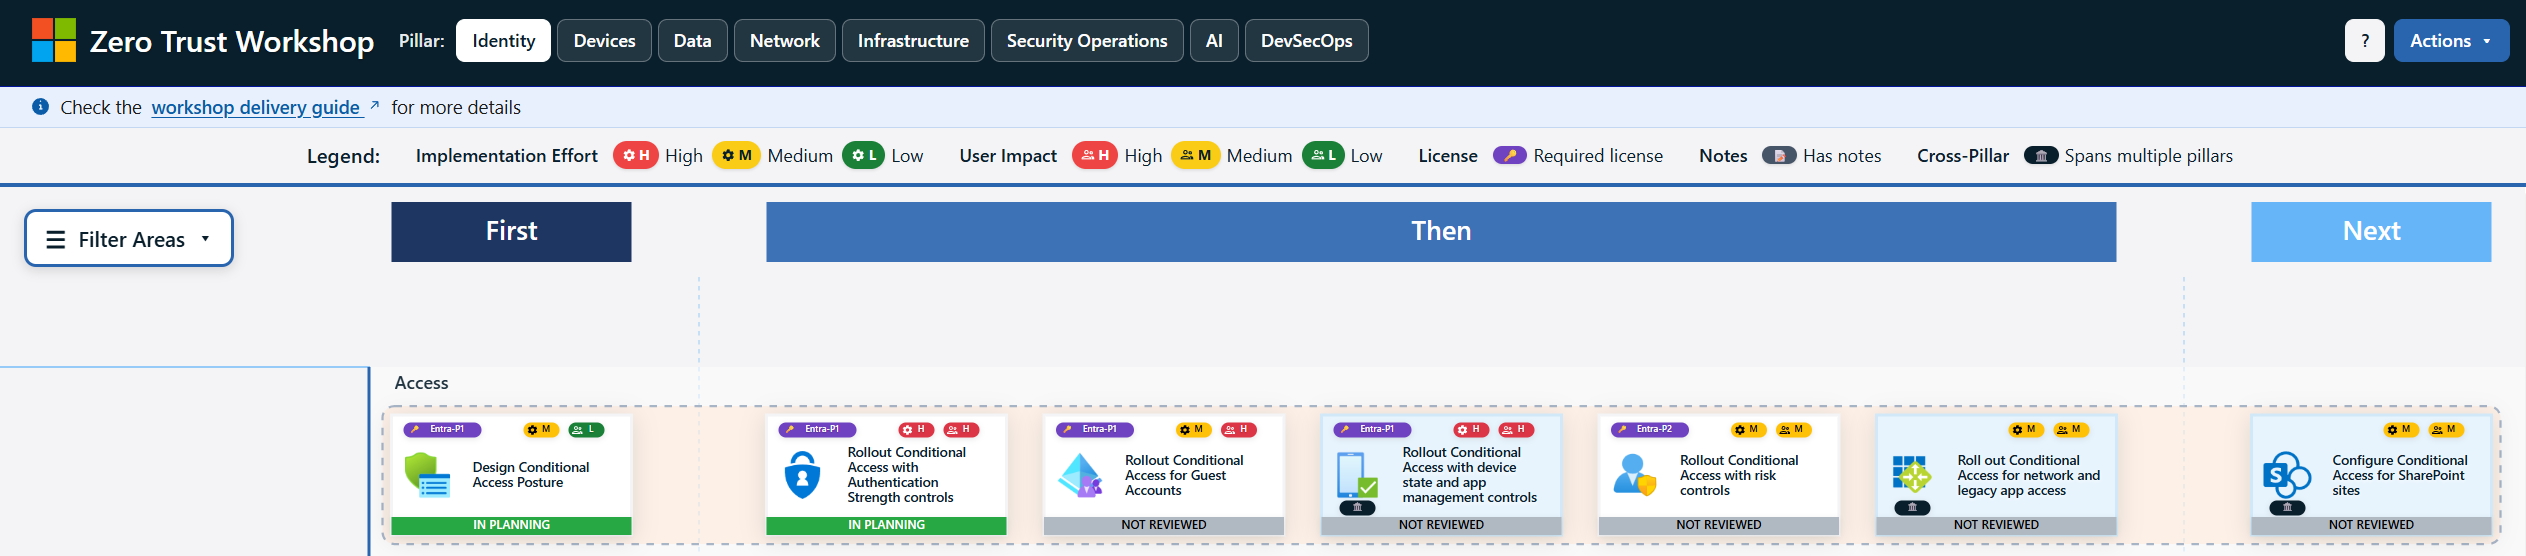 Zero Trust Workshop
Pillar: Identity Devices Data Network Infrastructure Security Operations AI DevSecOps
? Actions
Check the workshop delivery guide for more details
Legend: Implementation Effort H High M Medium L Low User Impact H High M Medium L Low License Required license Notes Has notes Cross-Pillar Spans multiple pillars
Filter Areas
First
Then
Next
Access
Entra-P1 M L
Design Conditional
Access Posture
IN PLANNING
Entra-P1 H H
Rollout Conditional
Access with
Authentication
Strength controls
IN PLANNING
Entra-P1 M H
Rollout Conditional
Access for Guest
Accounts
NOT REVIEWED
Entra-P1 H H
Rollout Conditional
Access with device
state and app
management controls
NOT REVIEWED
Entra-P2 M M
Rollout Conditional
Access with risk
controls
NOT REVIEWED
M M
Roll out Conditional
Access for network and
legacy app access
NOT REVIEWED
M M
Configure Conditional
Access for SharePoint
sites
NOT REVIEWED